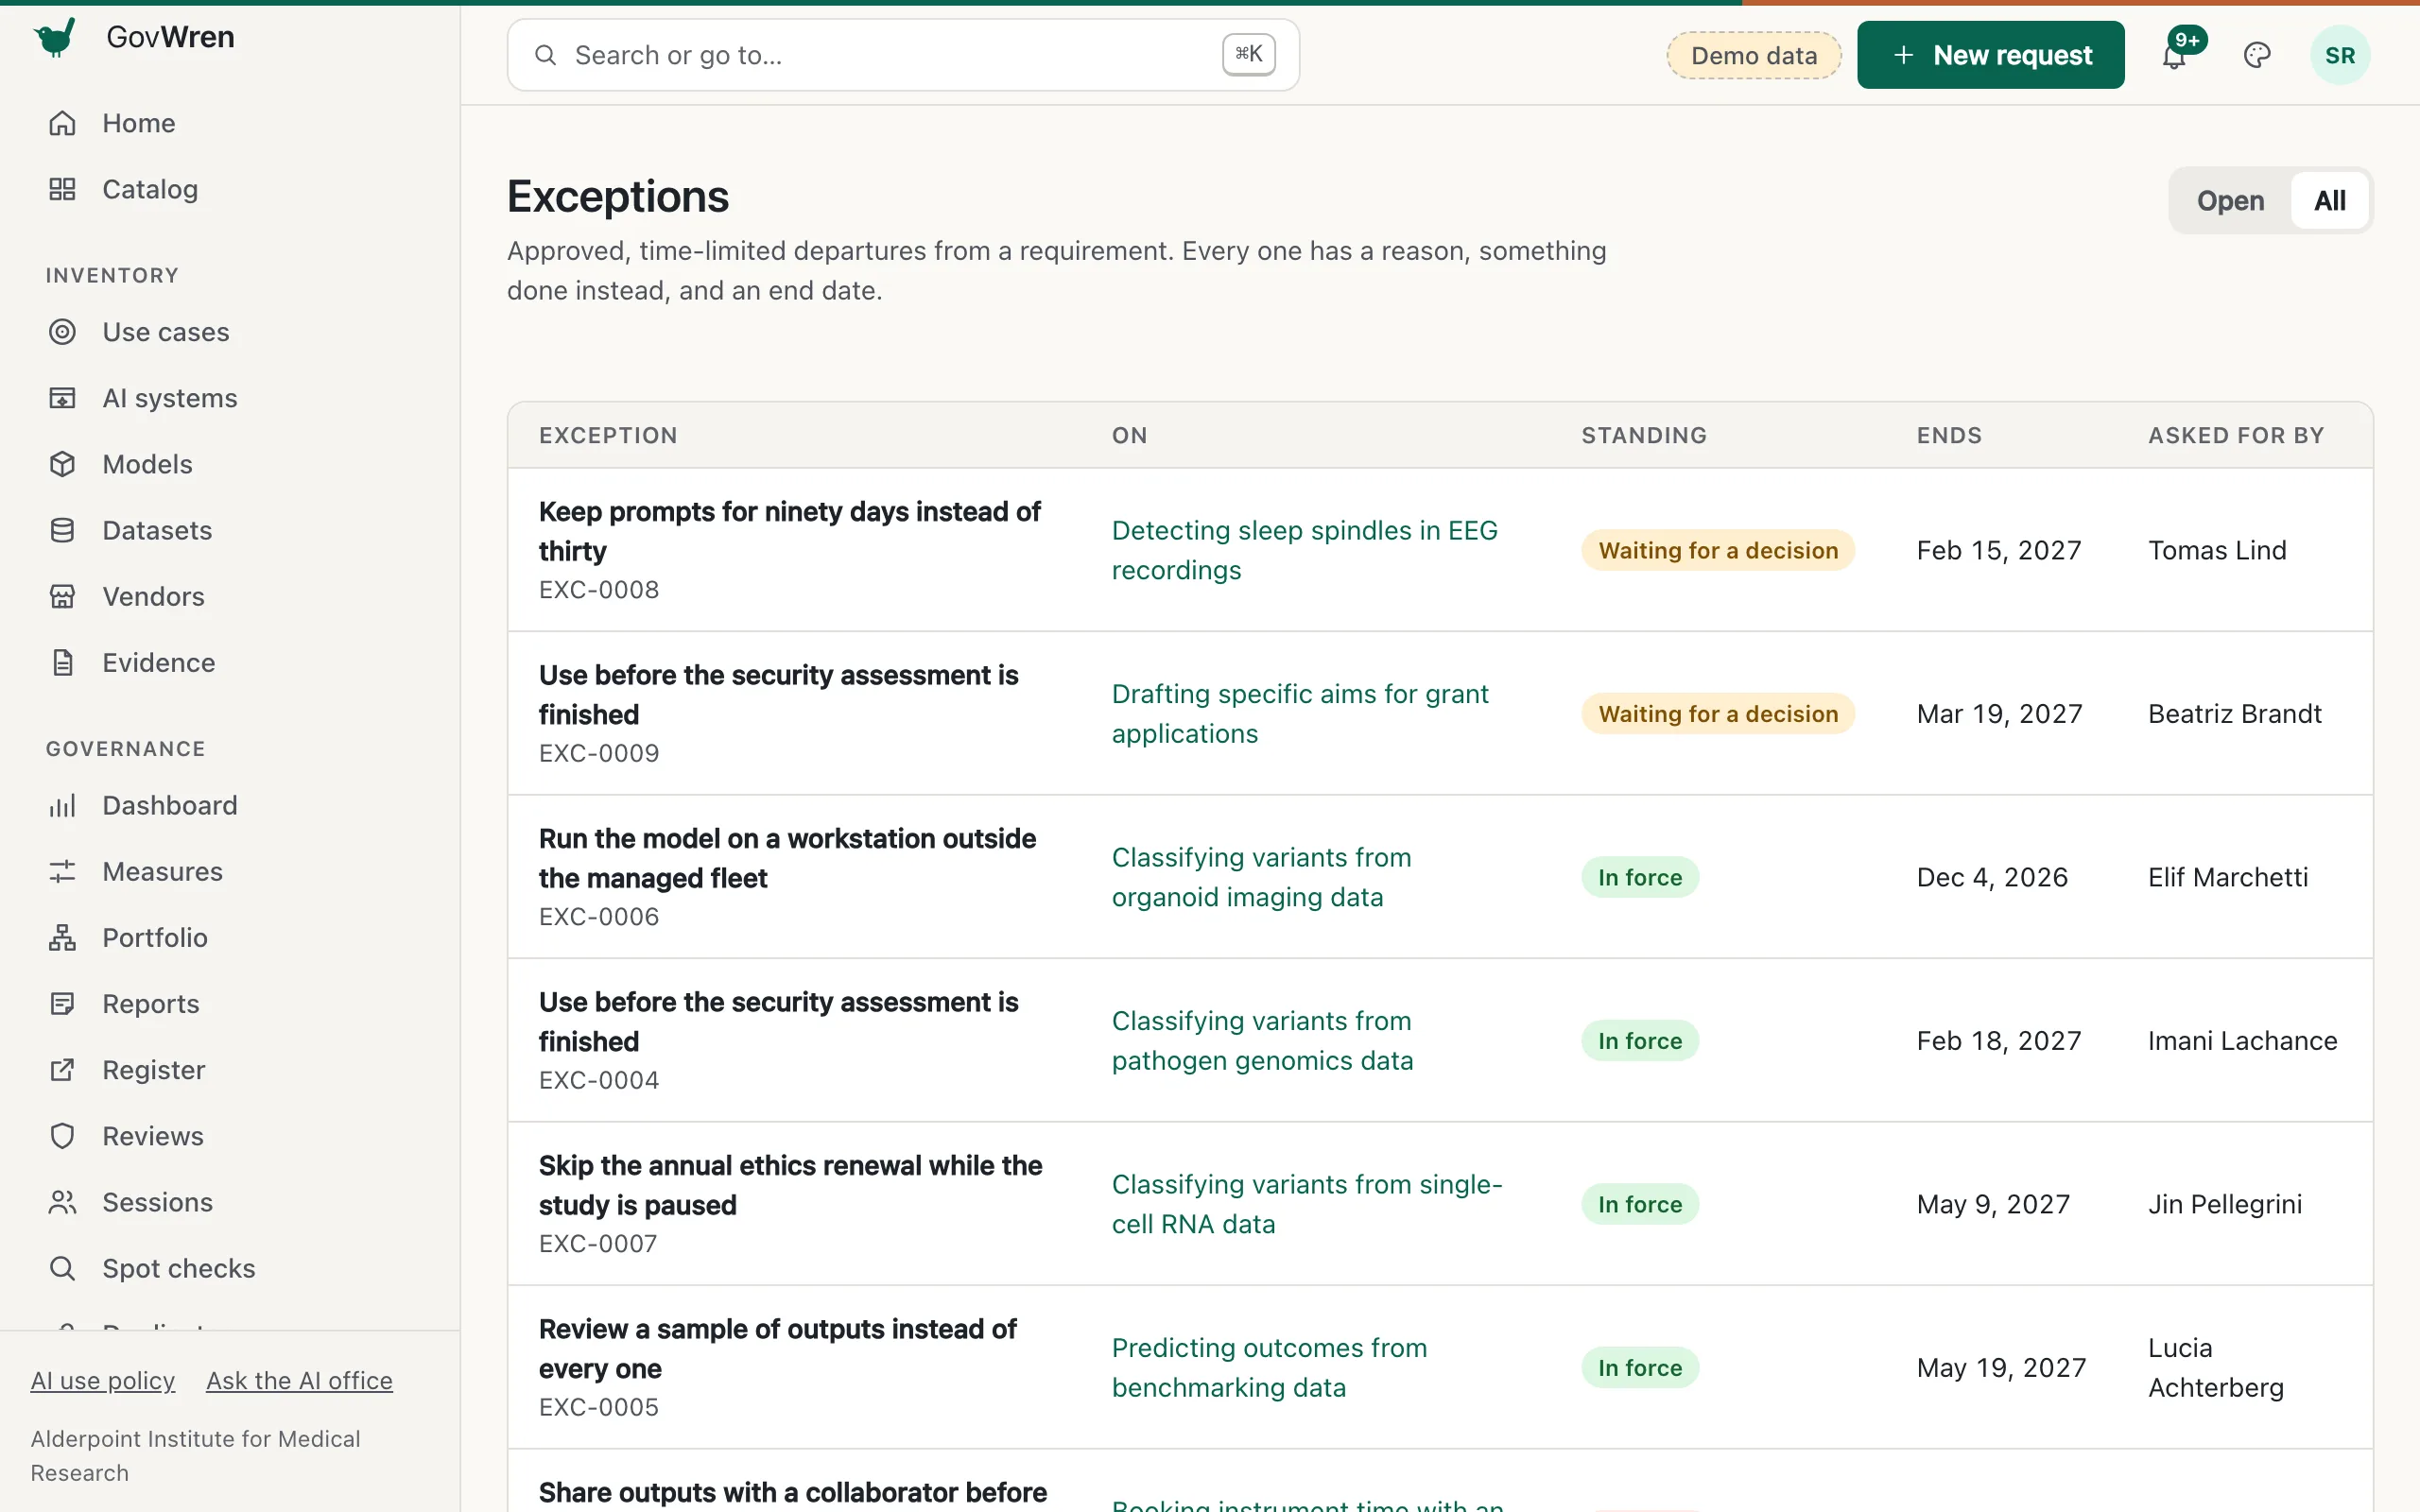 GovWren
Search or go to...
⌘K
Demo data
+ New request
9+
SR
Home
Catalog
INVENTORY
Use cases
AI systems
Models
Datasets
Vendors
Evidence
GOVERNANCE
Dashboard
Measures
Portfolio
Reports
Register
Reviews
Sessions
Spot checks
AI use policy
Ask the AI office
Alderpoint Institute for Medical
Research
Exceptions
Approved, time-limited departures from a requirement. Every one has a reason, something
done instead, and an end date.
Open
All
EXCEPTION
ON
STANDING
ENDS
ASKED FOR BY
Keep prompts for ninety days instead of
thirty
EXC-0008
Detecting sleep spindles in EEG
recordings
Waiting for a decision
Feb 15, 2027
Tomas Lind
Use before the security assessment is
finished
EXC-0009
Drafting specific aims for grant
applications
Waiting for a decision
Mar 19, 2027
Beatriz Brandt
Run the model on a workstation outside
the managed fleet
EXC-0006
Classifying variants from
organoid imaging data
In force
Dec 4, 2026
Elif Marchetti
Use before the security assessment is
finished
EXC-0004
Classifying variants from
pathogen genomics data
In force
Feb 18, 2027
Imani Lachance
Skip the annual ethics renewal while the
study is paused
EXC-0007
Classifying variants from single-
cell RNA data
In force
May 9, 2027
Jin Pellegrini
Review a sample of outputs instead of
every one
EXC-0005
Predicting outcomes from
benchmarking data
In force
May 19, 2027
Lucia
Achterberg
Share outputs with a collaborator before
Booking instrument time with an